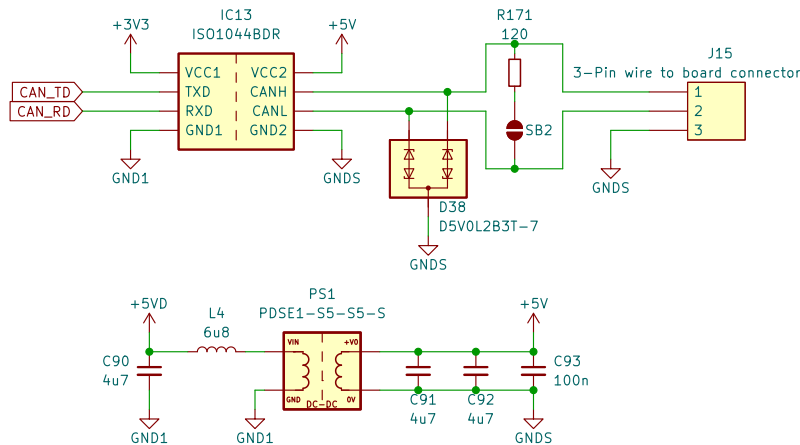 IC13
ISO1044BDR
+3V3
+5V
R171
120
J15
3-Pin wire to board connector
CAN_TD
CAN_RD
VCC1
VCC2
TXD
CANH
RXD
CANL
GND1
GND2
1
2
3
SB2
GND1
GNDS
GNDS
D38
D5V0L2B3T-7
GNDS
PS1
PDSE1-S5-S5-S
+5VD
+5V
L4
6u8
VIN
+VO
C90
4u7
C93
100n
GND
0V
DC-DC
C91
4u7
C92
4u7
GND1
GND1
GNDS